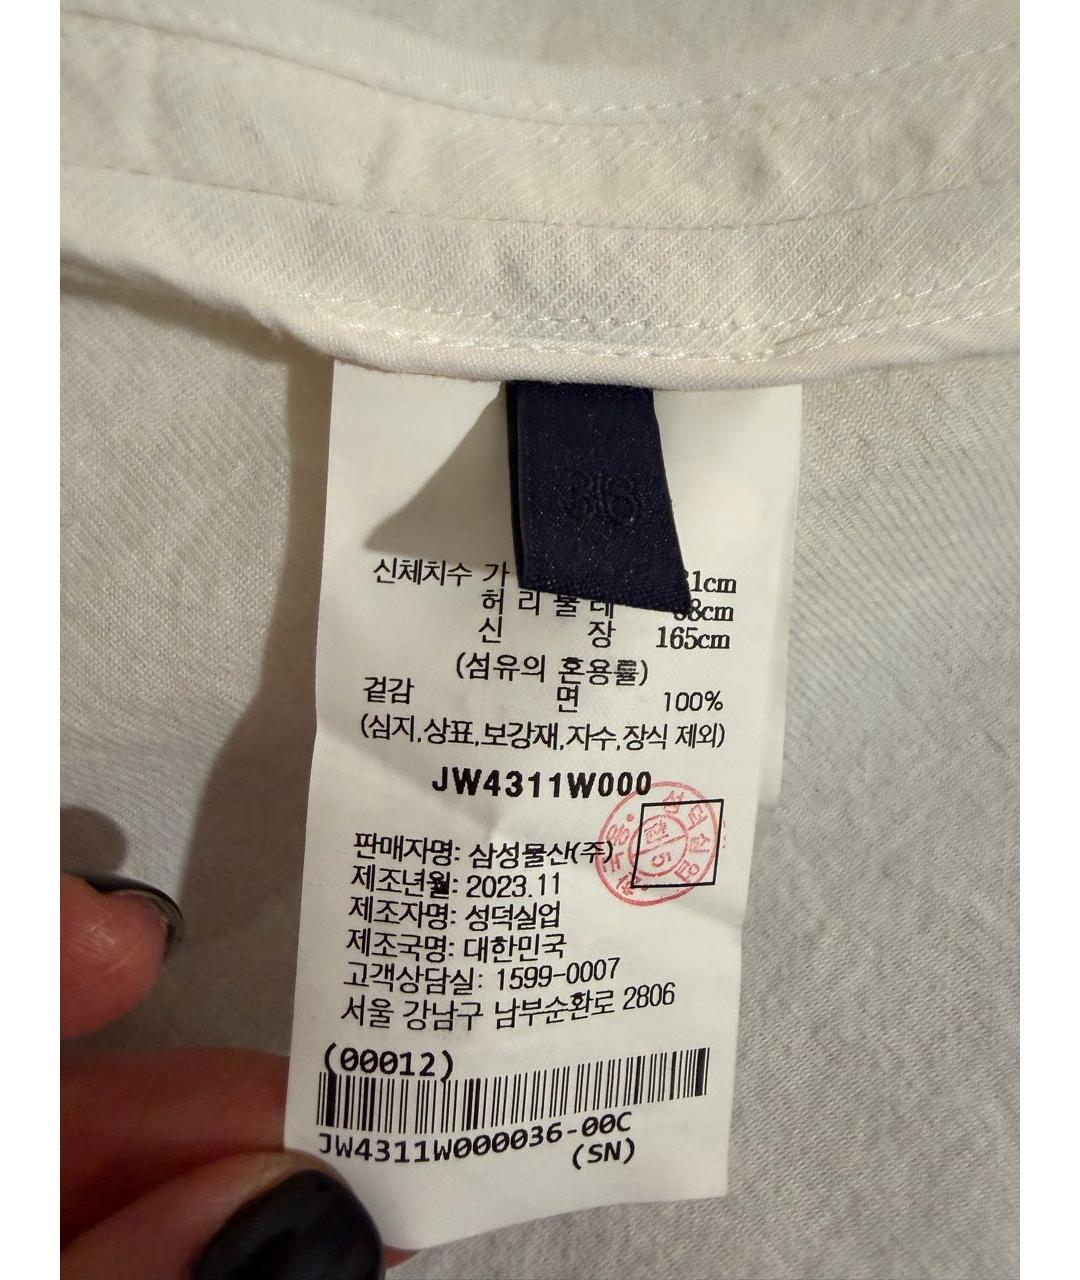 36
신체치수 가 1cm
허리둘레 68cm
신 장 165cm
(섬유의 혼용률)
겉감 면 100%
(심지,상표,보강재,자수,장식 제외)
JW4311W000
판매자명: 삼성물산(주)
제조년월: 2023.11
제조자명: 성덕실업
제조국명: 대한민국
고객상담실: 1599-0007
서울 강남구 남부순환로 2806
(00012)
JW4311W000036-00C
(SN)